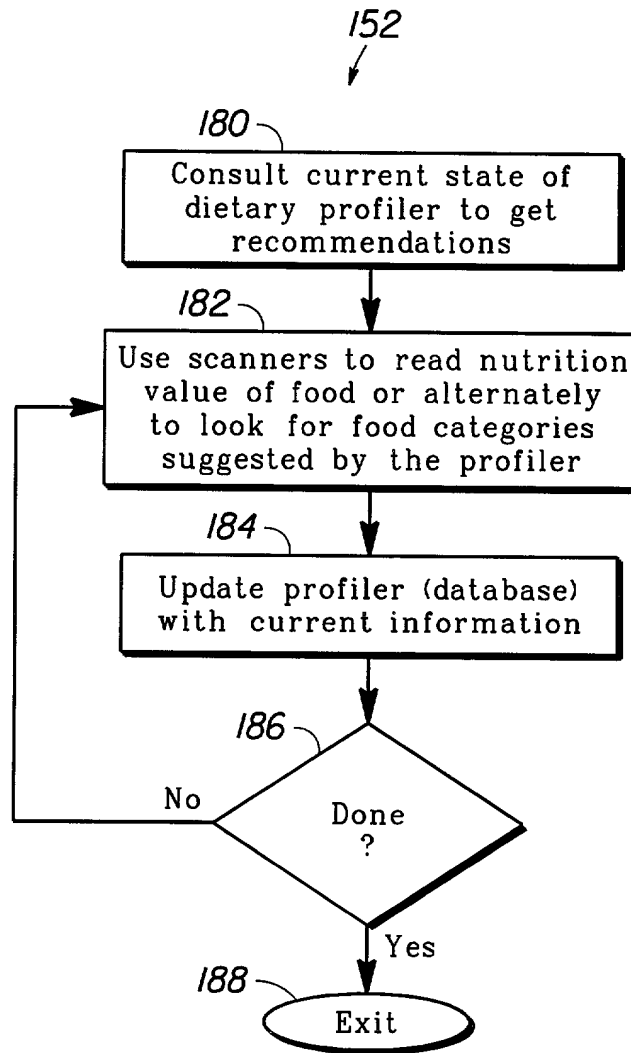 152
180
Consult current state of
dietary profiler to get
recommendations
182
Use scanners to read nutrition
value of food or alternately
to look for food categories
suggested by the profiler
184
Update profiler (database)
with current information
186
No
Done
?
Yes
188
Exit